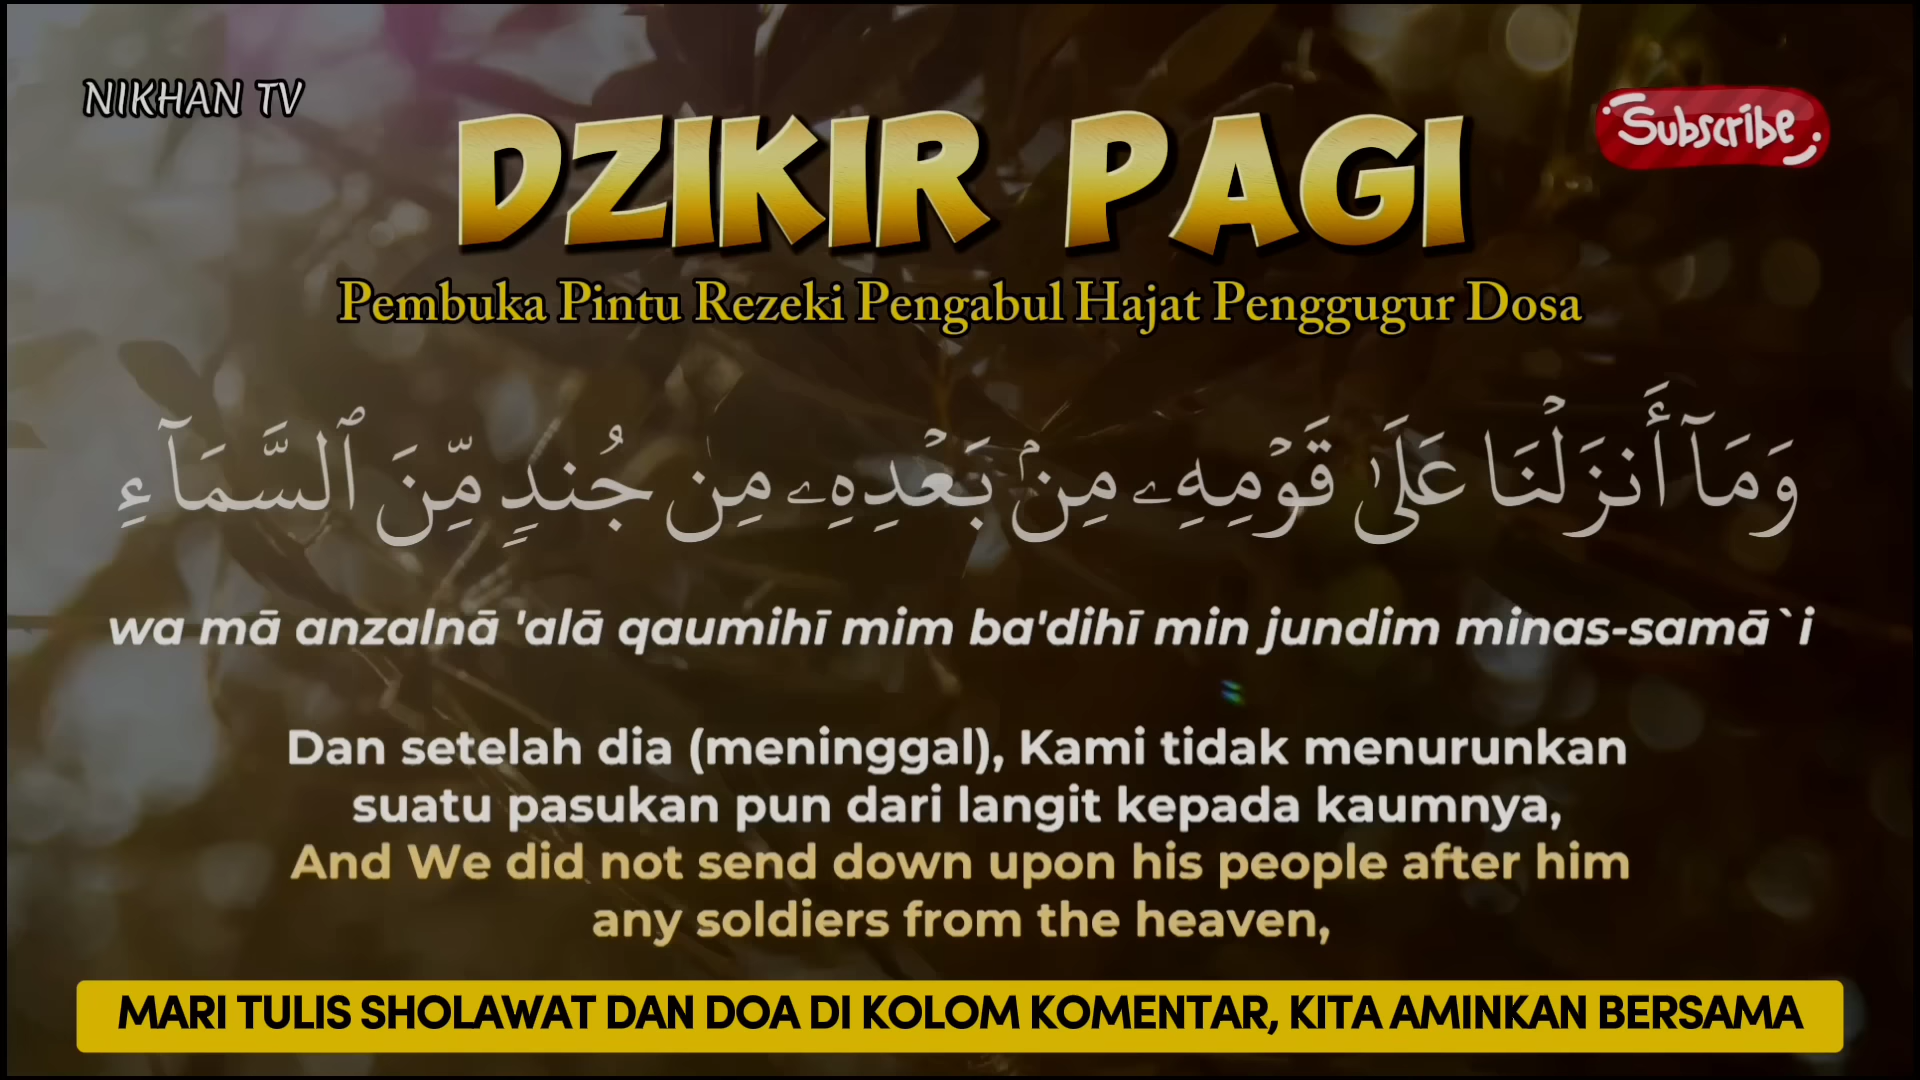 NIKHAN TV
Subscribe
DZIKIR PAGI
Pembuka Pintu Rezeki Pengabul Hajat Penggugur Dosa
وَمَآ أَنزَلْنَا عَلَىٰ قَوْمِهِۦ مِنۢ بَعْدِهِۦ مِن جُندٍ مِّنَ ٱلسَّمَآءِ
wa mā anzalnā 'alā qaumihī mim ba'dihī min jundim minas-samā`i
Dan setelah dia (meninggal), Kami tidak menurunkan
suatu pasukan pun dari langit kepada kaumnya,
And We did not send down upon his people after him
any soldiers from the heaven,
MARI TULIS SHOLAWAT DAN DOA DI KOLOM KOMENTAR, KITA AMINKAN BERSAMA